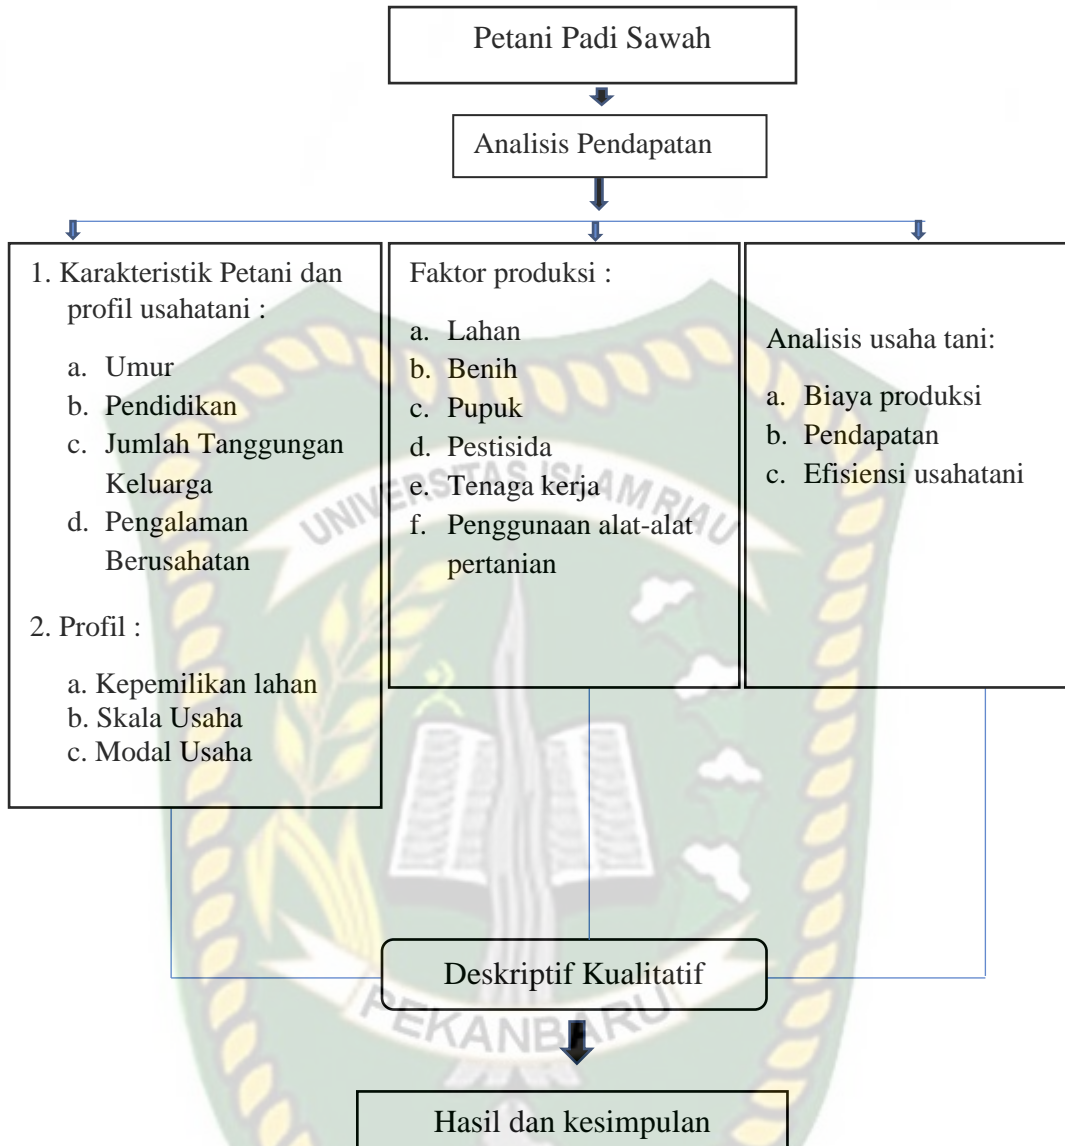 Petani Padi Sawah
Analisis Pendapatan
1. Karakteristik Petani dan
profil usahatani :
a. Umur
b. Pendidikan
c. Jumlah Tanggungan
Keluarga
d. Pengalaman
Berusahatan
2. Profil :
a. Kepemilikan lahan
b. Skala Usaha
c. Modal Usaha
Faktor produksi :
a. Lahan
b. Benih
c. Pupuk
d. Pestisida
e. Tenaga kerja
f. Penggunaan alat-alat
pertanian
Analisis usaha tani:
a. Biaya produksi
b. Pendapatan
c. Efisiensi usahatani
UNIVERSITAS ISLAM RIAU
Deskriptif Kualitatif
PEKANBARU
Hasil dan kesimpulan